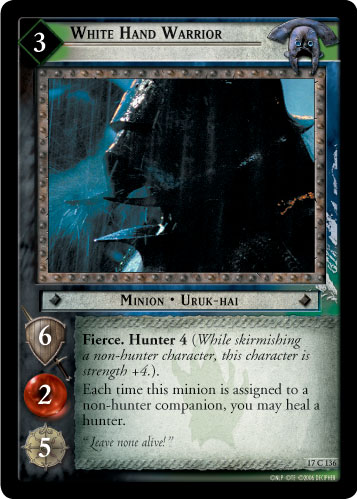 3
White Hand Warrior
Minion • Uruk-hai
6
Fierce. Hunter 4 (While skirmishing
a non-hunter character, this character is
strength +4.).
2
Each time this minion is assigned to a
non-hunter companion, you may heal a
hunter.
5
"Leave none alive!"
17 C 136